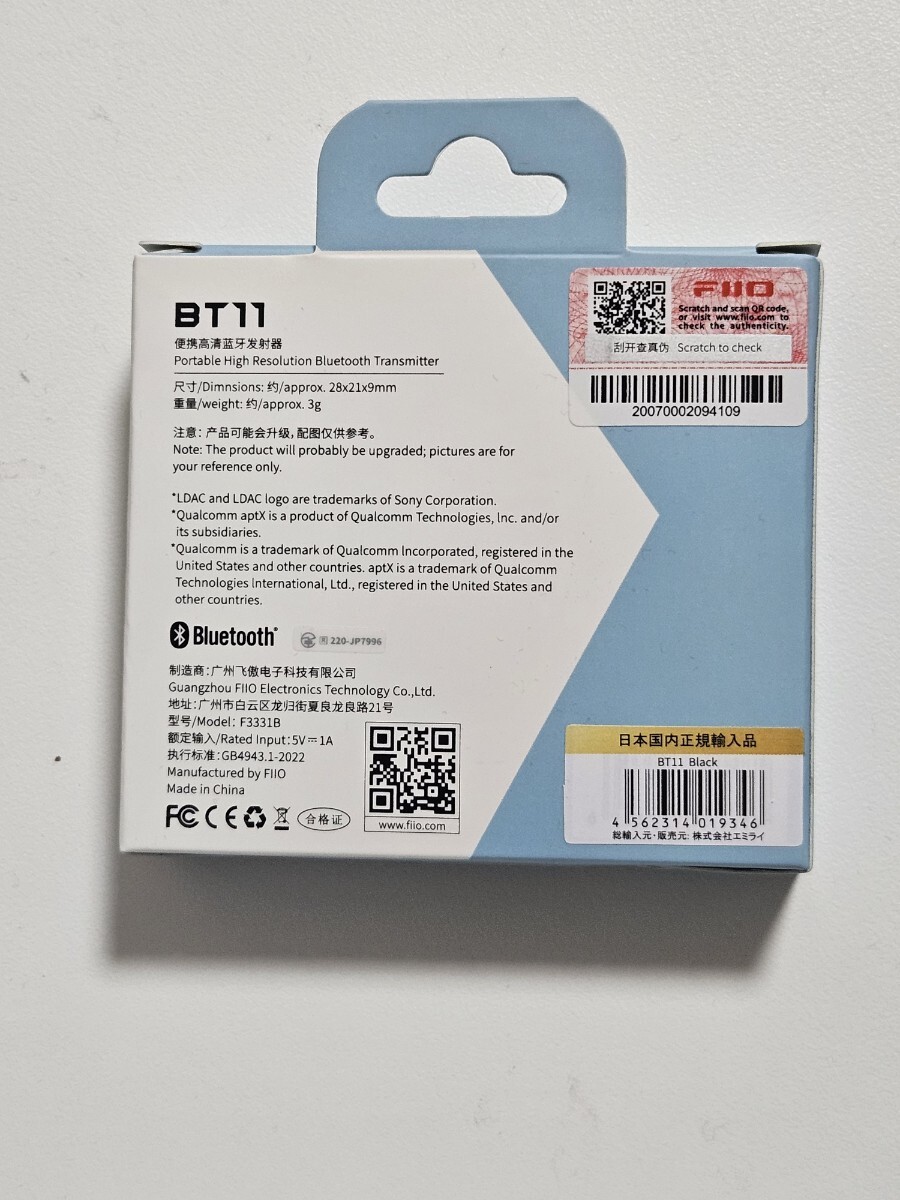 BT11
便携高清蓝牙发射器
Portable High Resolution Bluetooth Transmitter
尺寸/Dimnsions: 约/approx. 28x21x9mm
重量/weight: 约/approx. 3g
注意: 产品可能会升级,配图仅供参考。
Note: The product will probably be upgraded; pictures are for
your reference only.
*LDAC and LDAC logo are trademarks of Sony Corporation.
*Qualcomm aptX is a product of Qualcomm Technologies, lnc. and/or
its subsidiaries.
*Qualcomm is a trademark of Qualcomm lncorporated, registered in the
United States and other countries. aptX is a trademark of Qualcomm
Technologies lnternational, Ltd., registered in the United States and
other countries.
Bluetooth®
R 220-JP7996
制造商:广州飞傲电子科技有限公司
Guangzhou FIIO Electronics Technology Co.,Ltd.
地址:广州市白云区龙归街夏良龙良路21号
型号/Model: F3331B
额定输入/Rated Input:5V⎓1A
执行标准:GB4943.1-2022
Manufactured by FIIO
Made in China
FC CE
合格证
www.fiio.com
FIIO
Scratch and scan QR code,
or visit www.fiio.com to
check the authenticity.
刮开查真伪 Scratch to check
20070002094109
日本国内正規輸入品
BT11 Black
4 562314 019346
総輸入元・販売元: 株式会社エミライ